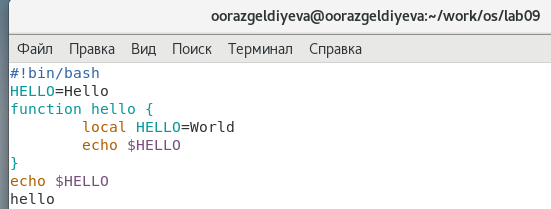 oorazgeldiyeva@oorazgeldiyeva:~/work/os/lab09
Файл Правка Вид Поиск Терминал Справка
#!bin/bash
HELLO=Hello
function hello {
        local HELLO=World
        echo $HELLO
}
echo $HELLO
hello